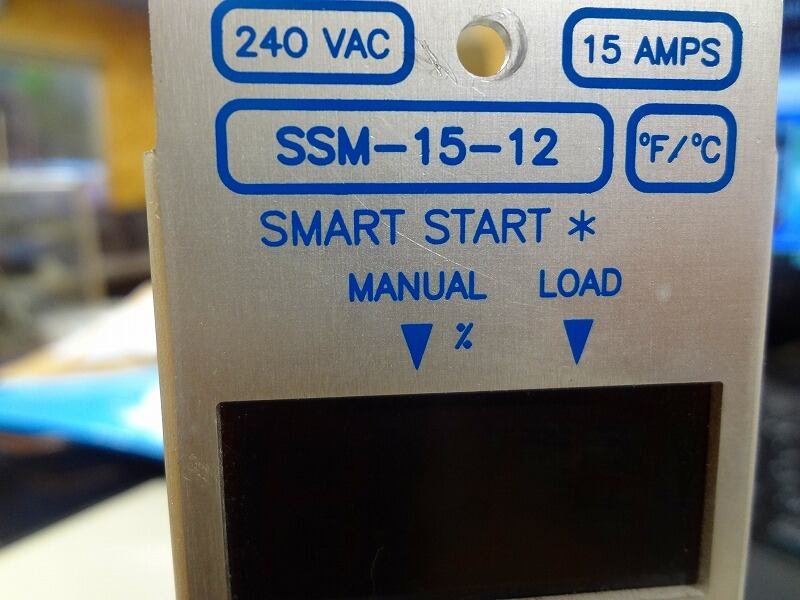 240 VAC 15 AMPS
SSM-15-12 °F/°C
SMART START *
MANUAL LOAD
%